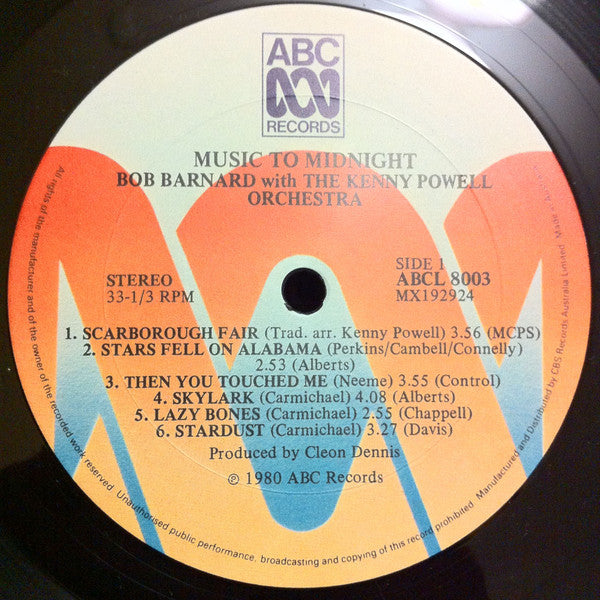 ABC
RECORDS
MUSIC TO MIDNIGHT
BOB BARNARD with THE KENNY POWELL
ORCHESTRA
STEREO
33-1/3 RPM
SIDE 1
ABCL 8003
MX192924
1. SCARBOROUGH FAIR (Trad. arr. Kenny Powell) 3.56 (MCPS)
2. STARS FELL ON ALABAMA (Perkins/Cambell/Connelly)
2.53 (Alberts)
3. THEN YOU TOUCHED ME (Neeme) 3.55 (Control)
4. SKYLARK (Carmichael) 4.08 (Alberts)
5. LAZY BONES (Carmichael) 2.55 (Chappell)
6. STARDUST (Carmichael) 3.27 (Davis)
Produced by Cleon Dennis
℗ 1980 ABC Records
All rights of the manufacturer and of the owner of the recorded work reserved. Unauthorised public performance, broadcasting and copying of this record prohibited. Manufactured and Distributed by CBS Records Australia Limited. Made in Australia